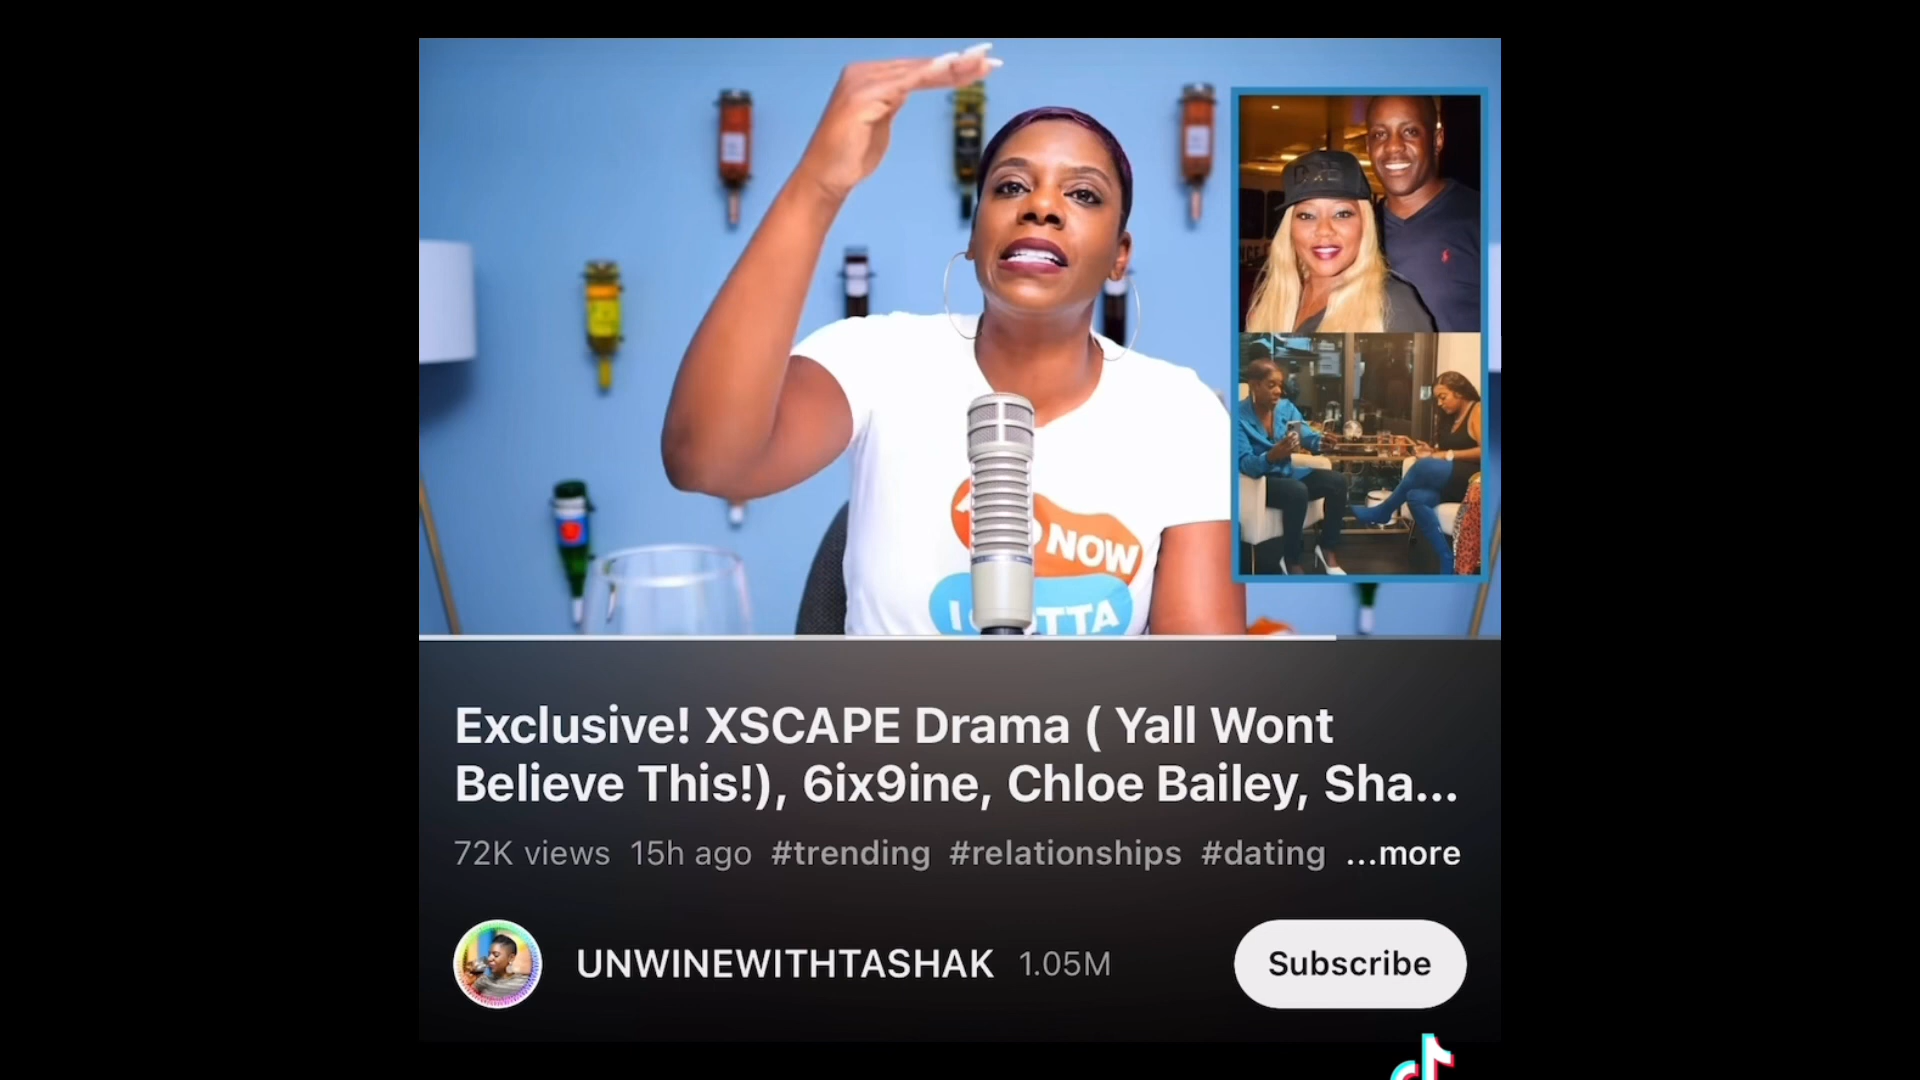 NOW
I
TTA
Exclusive! XSCAPE Drama ( Yall Wont
Believe This!), 6ix9ine, Chloe Bailey, Sha...
72K views 15h ago #trending #relationships #dating ...more
UNWINEWITHTASHAK 1.05M
Subscribe